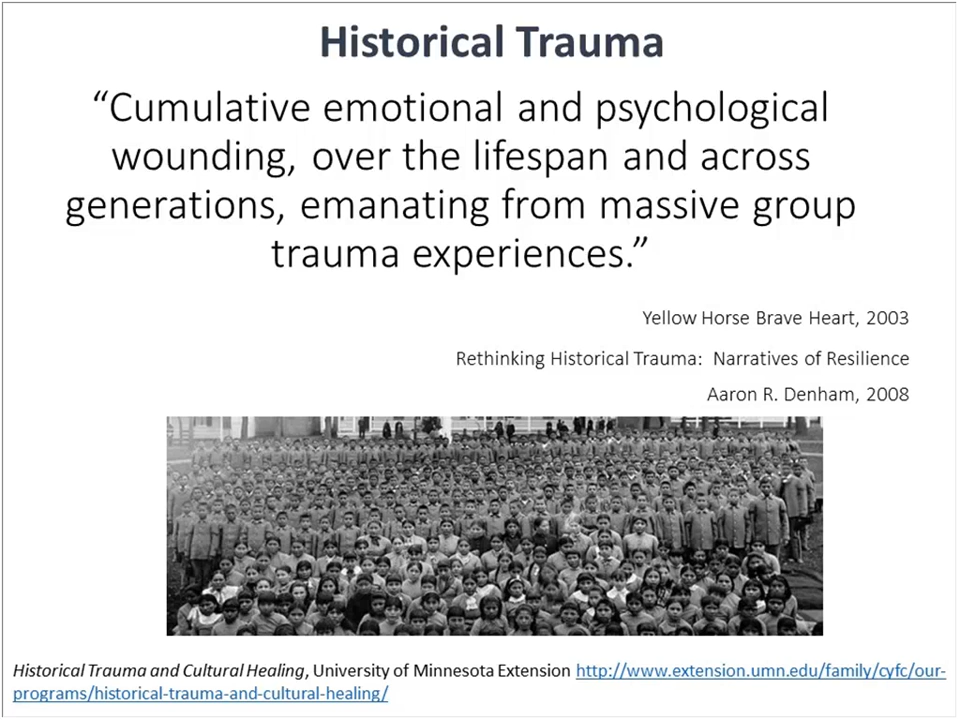 Historical Trauma
“Cumulative emotional and psychological
wounding, over the lifespan and across
generations, emanating from massive group
trauma experiences.”
Yellow Horse Brave Heart, 2003
Rethinking Historical Trauma:  Narratives of Resilience
Aaron R. Denham, 2008
Historical Trauma and Cultural Healing, University of Minnesota Extension http://www.extension.umn.edu/family/cyfc/our-
programs/historical-trauma-and-cultural-healing/